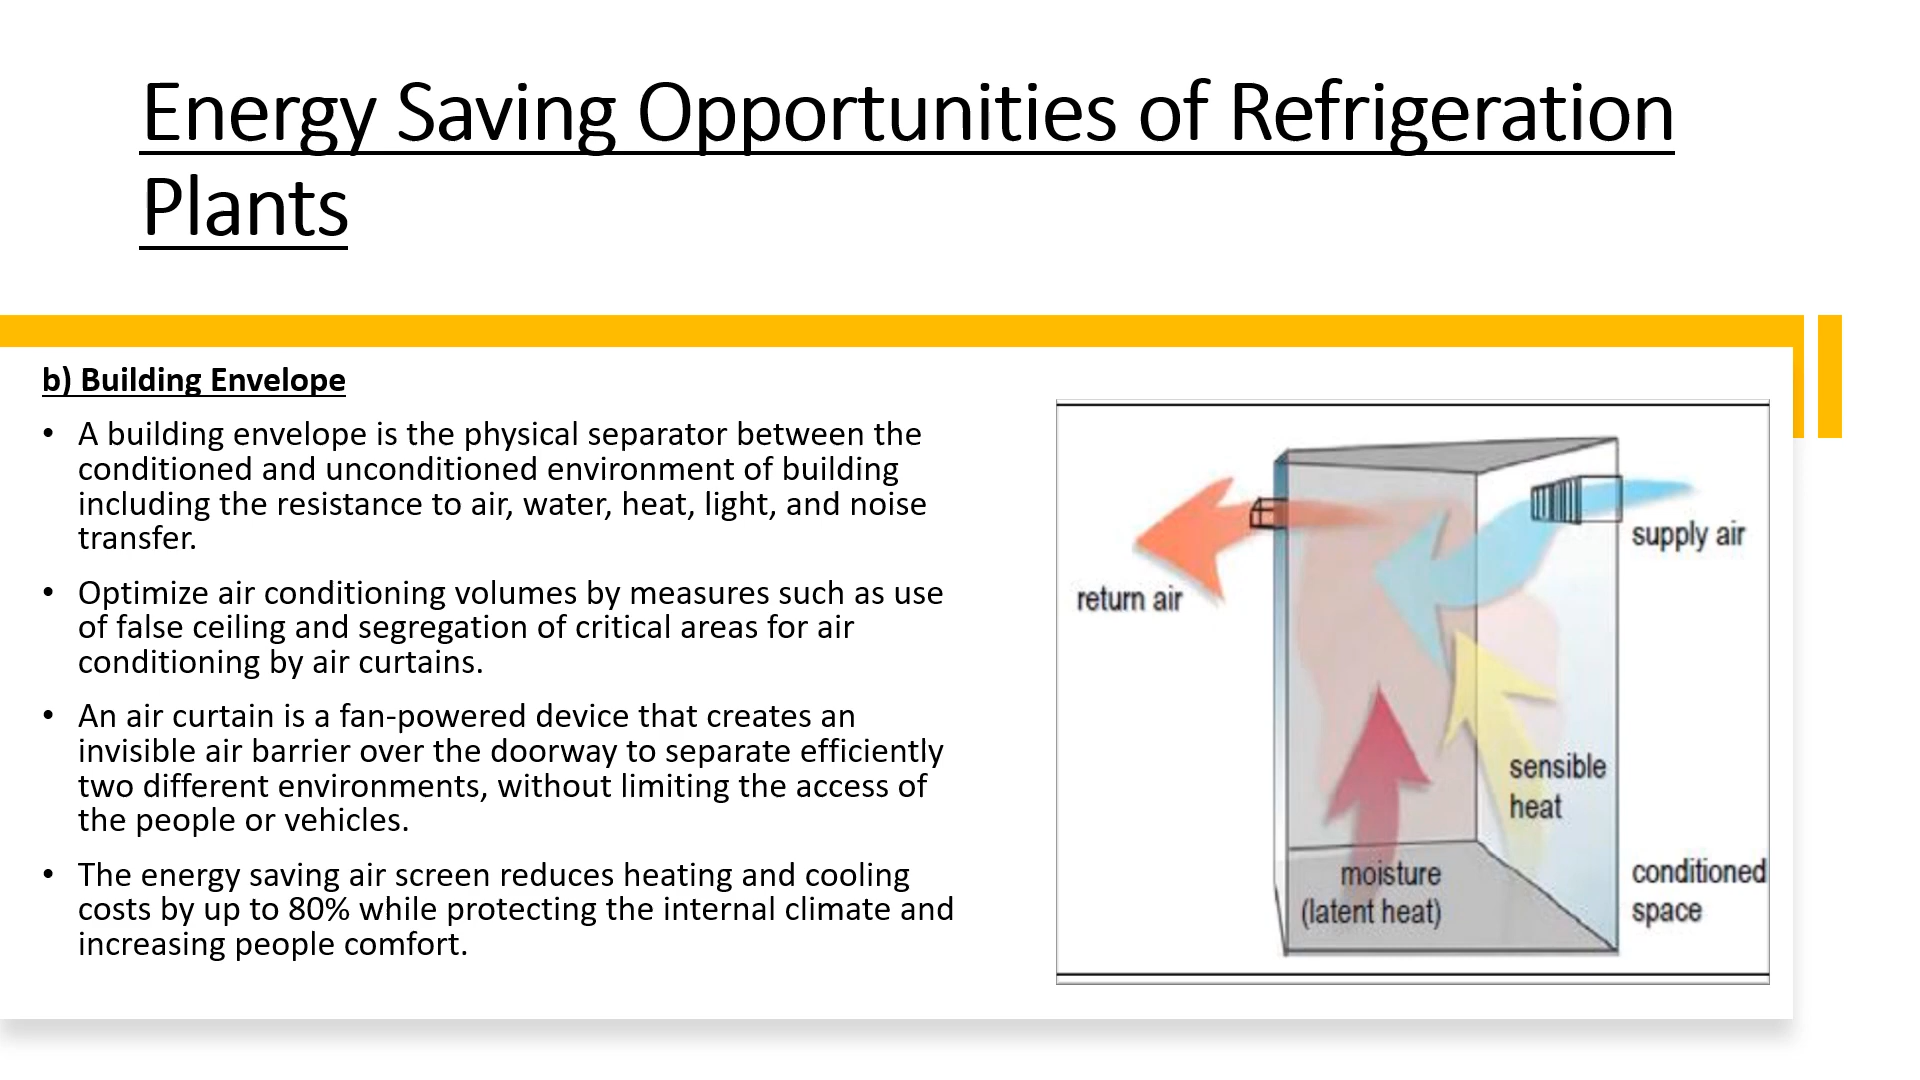 Energy Saving Opportunities of Refrigeration
Plants
b) Building Envelope
• A building envelope is the physical separator between the
conditioned and unconditioned environment of building
including the resistance to air, water, heat, light, and noise
transfer.
• Optimize air conditioning volumes by measures such as use
of false ceiling and segregation of critical areas for air
conditioning by air curtains.
• An air curtain is a fan-powered device that creates an
invisible air barrier over the doorway to separate efficiently
two different environments, without limiting the access of
the people or vehicles.
• The energy saving air screen reduces heating and cooling
costs by up to 80% while protecting the internal climate and
increasing people comfort.
supply air
return air
sensible
heat
moisture
(latent heat)
conditioned
space